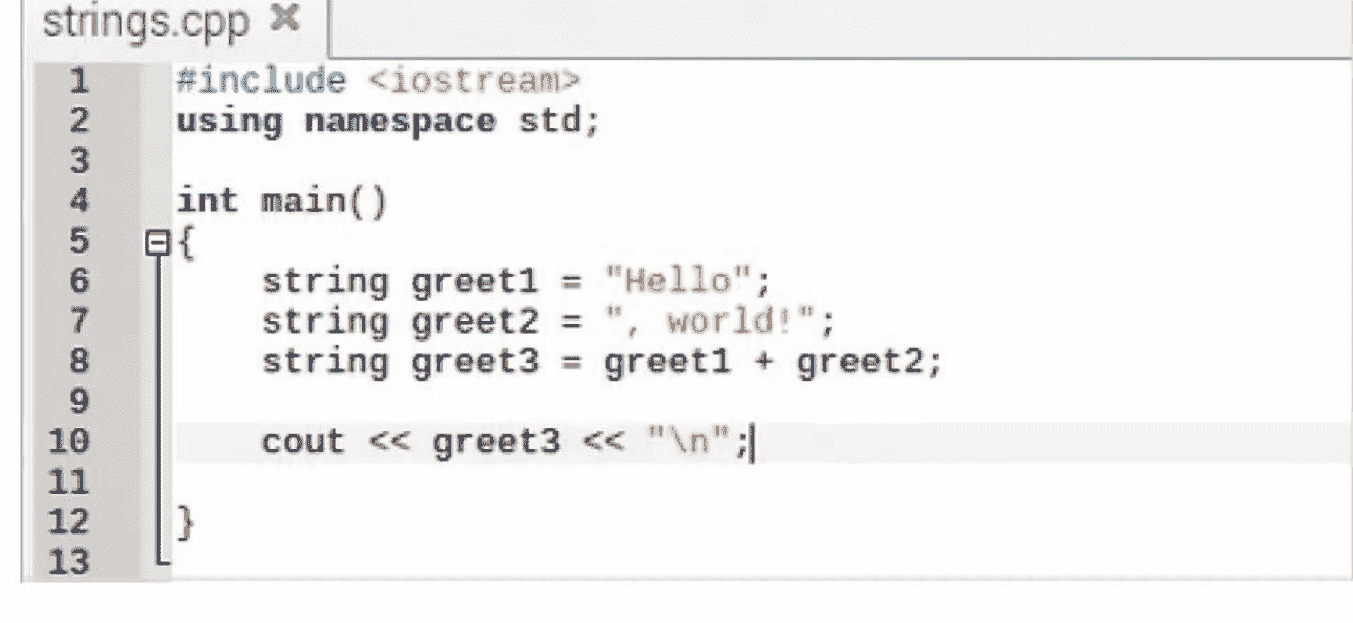 strings.cpp ×
1 #include <iostream>
2 using namespace std;
3
4 int main()
5 {
6     string greet1 = "Hello";
7     string greet2 = ", world!";
8     string greet3 = greet1 + greet2;
9
10     cout << greet3 << "\n";
11
12 }
13